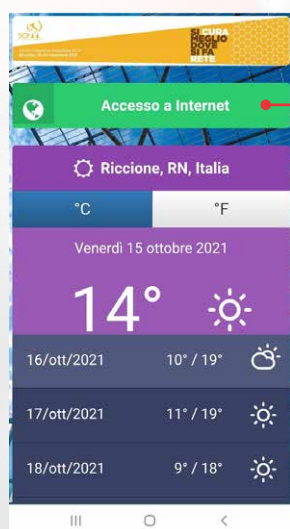 SI CURA
MEGLIO
DOVE
SI FA
RETE
Accesso a Internet
Riccione, RN, Italia
°C
°F
Venerdì 15 ottobre 2021
14°
16/ott/2021
10° / 19°
17/ott/2021
11° / 19°
18/ott/2021
9° / 18°